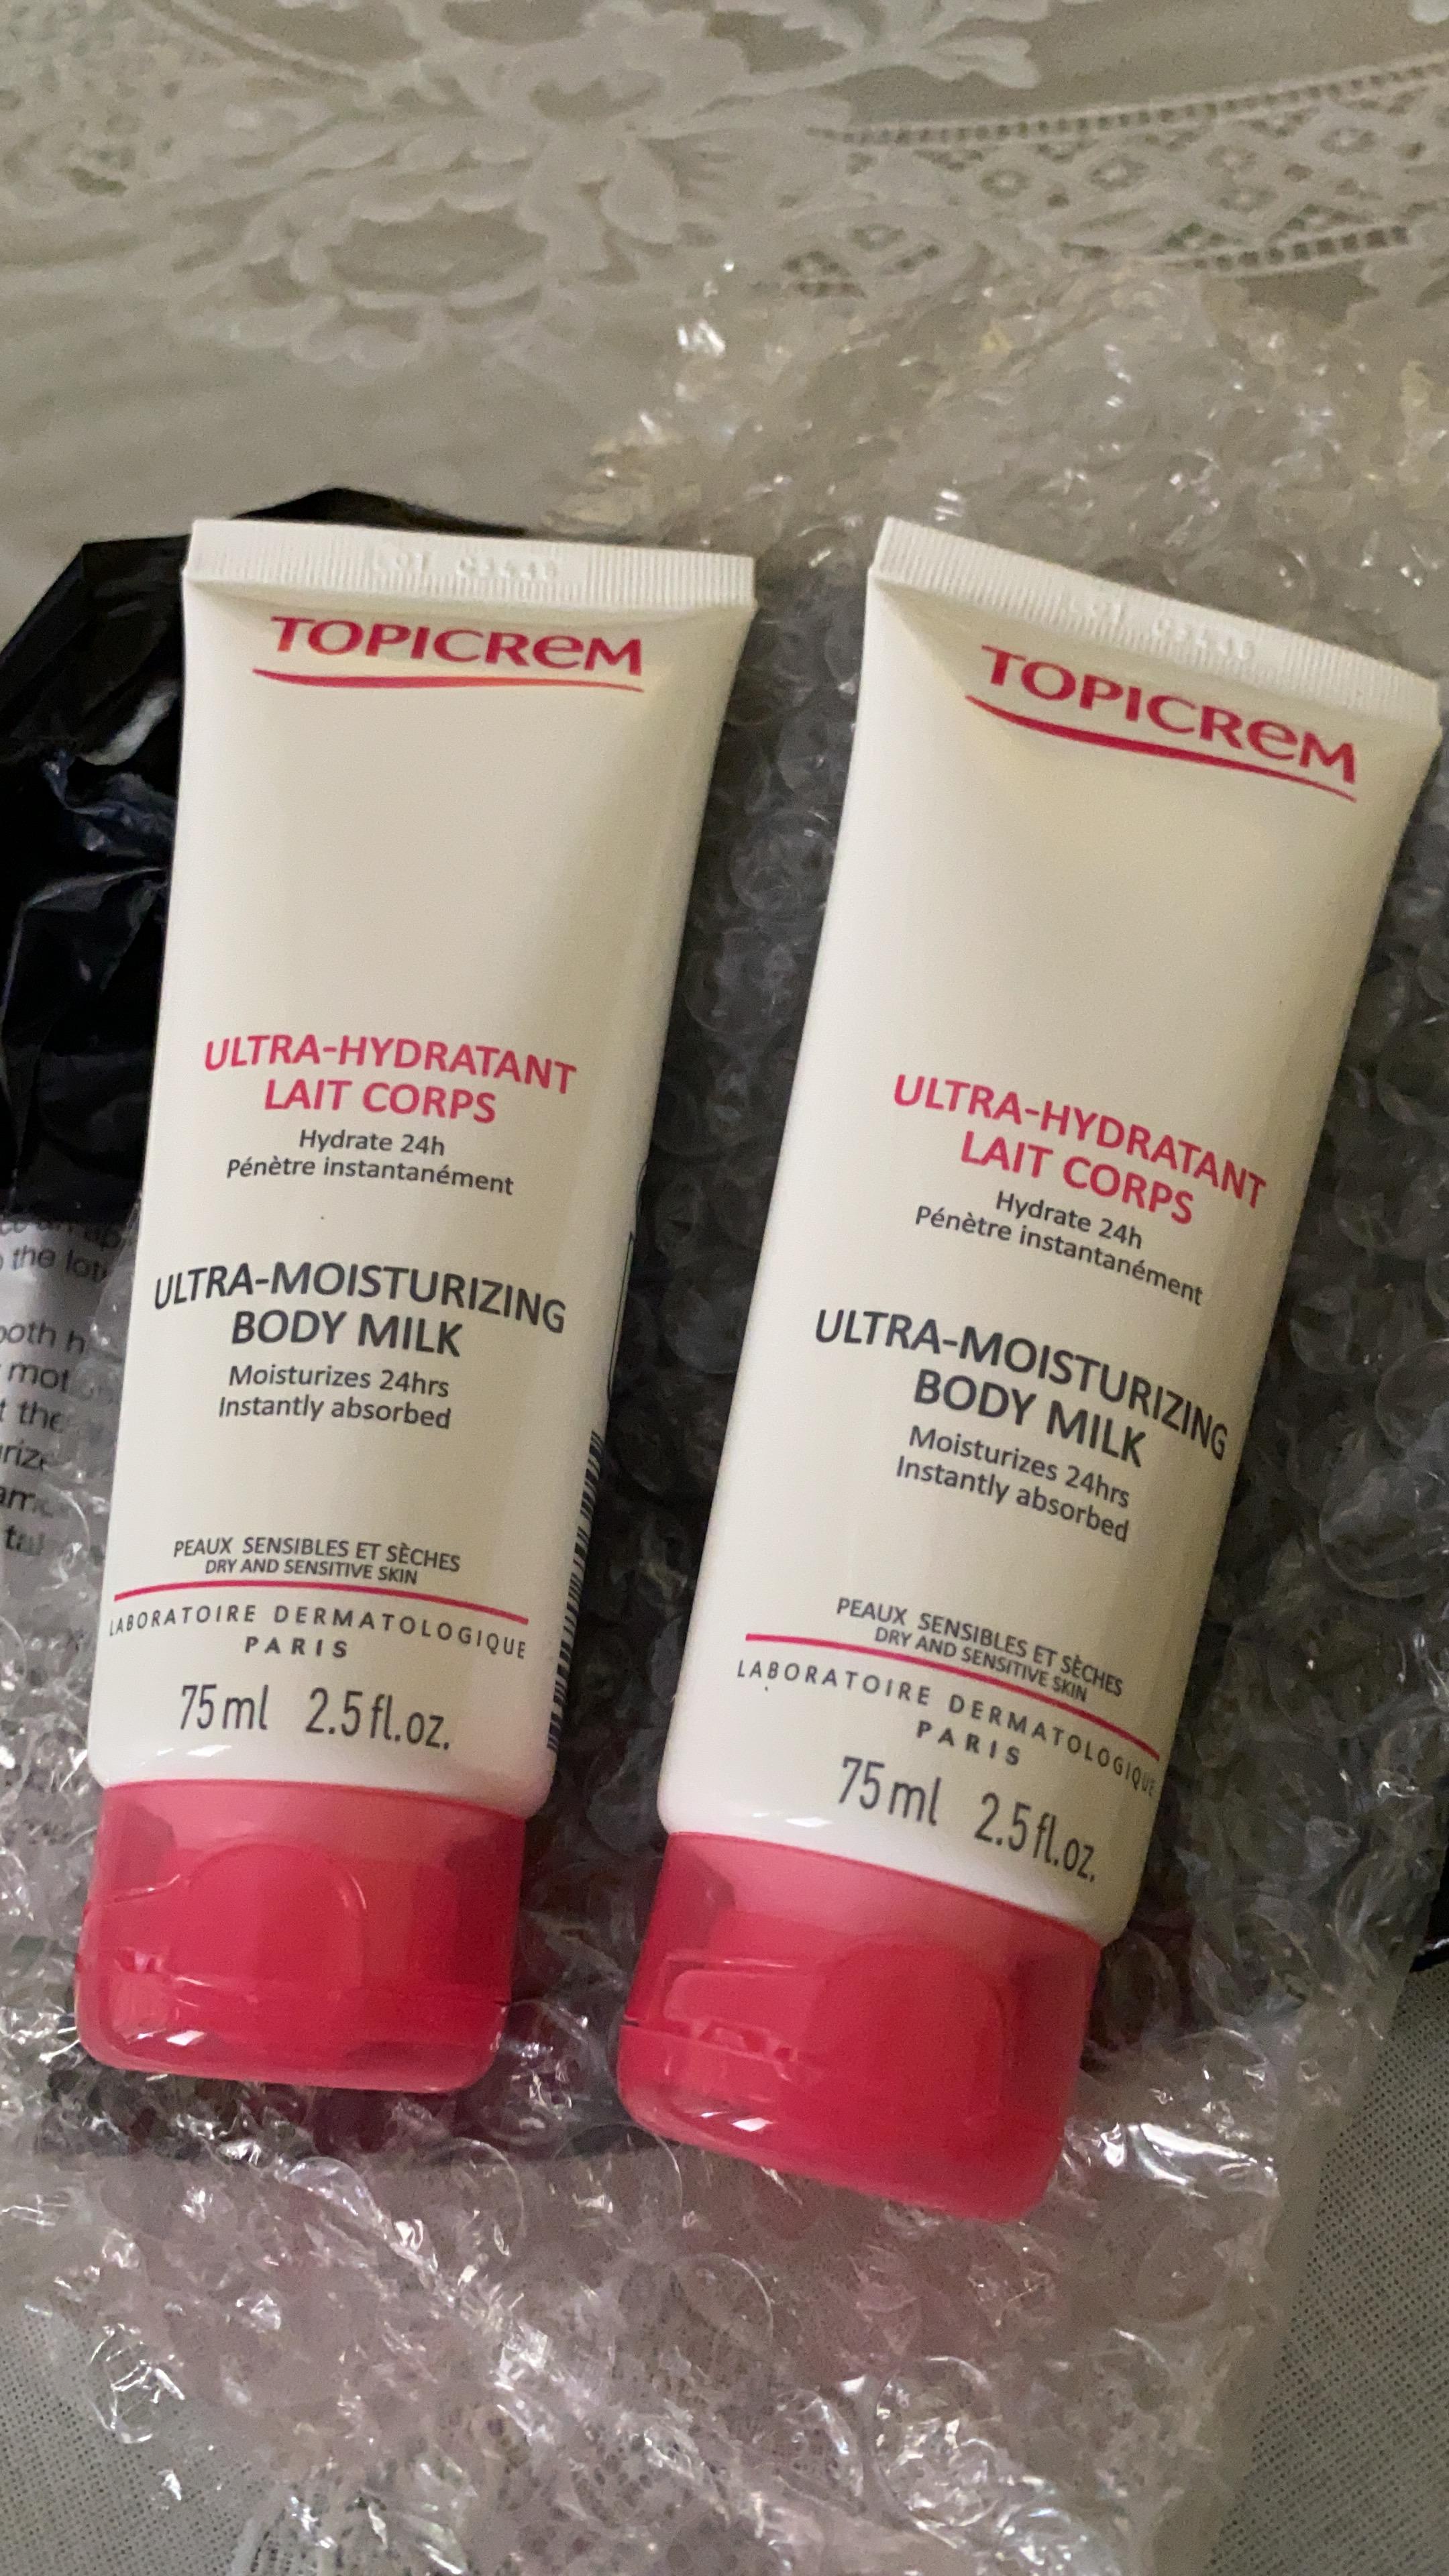 TOPICREM
ULTRA-HYDRATANT
LAIT CORPS
Hydrate 24h
Pénètre instantanément
ULTRA-MOISTURIZING
BODY MILK
Moisturizes 24hrs
Instantly absorbed
PEAUX SENSIBLES ET SÈCHES
DRY AND SENSITIVE SKIN
LABORATOIRE DERMATOLOGIQUE
PARIS
75ml 2.5fl.oz.
TOPICREM
ULTRA-HYDRATANT
LAIT CORPS
Hydrate 24h
Pénètre instantanément
ULTRA-MOISTURIZING
BODY MILK
Moisturizes 24hrs
Instantly absorbed
PEAUX SENSIBLES ET SÈCHES
DRY AND SENSITIVE SKIN
LABORATOIRE DERMATOLOGIQUE
PARIS
75ml 2.5fl.oz.
the